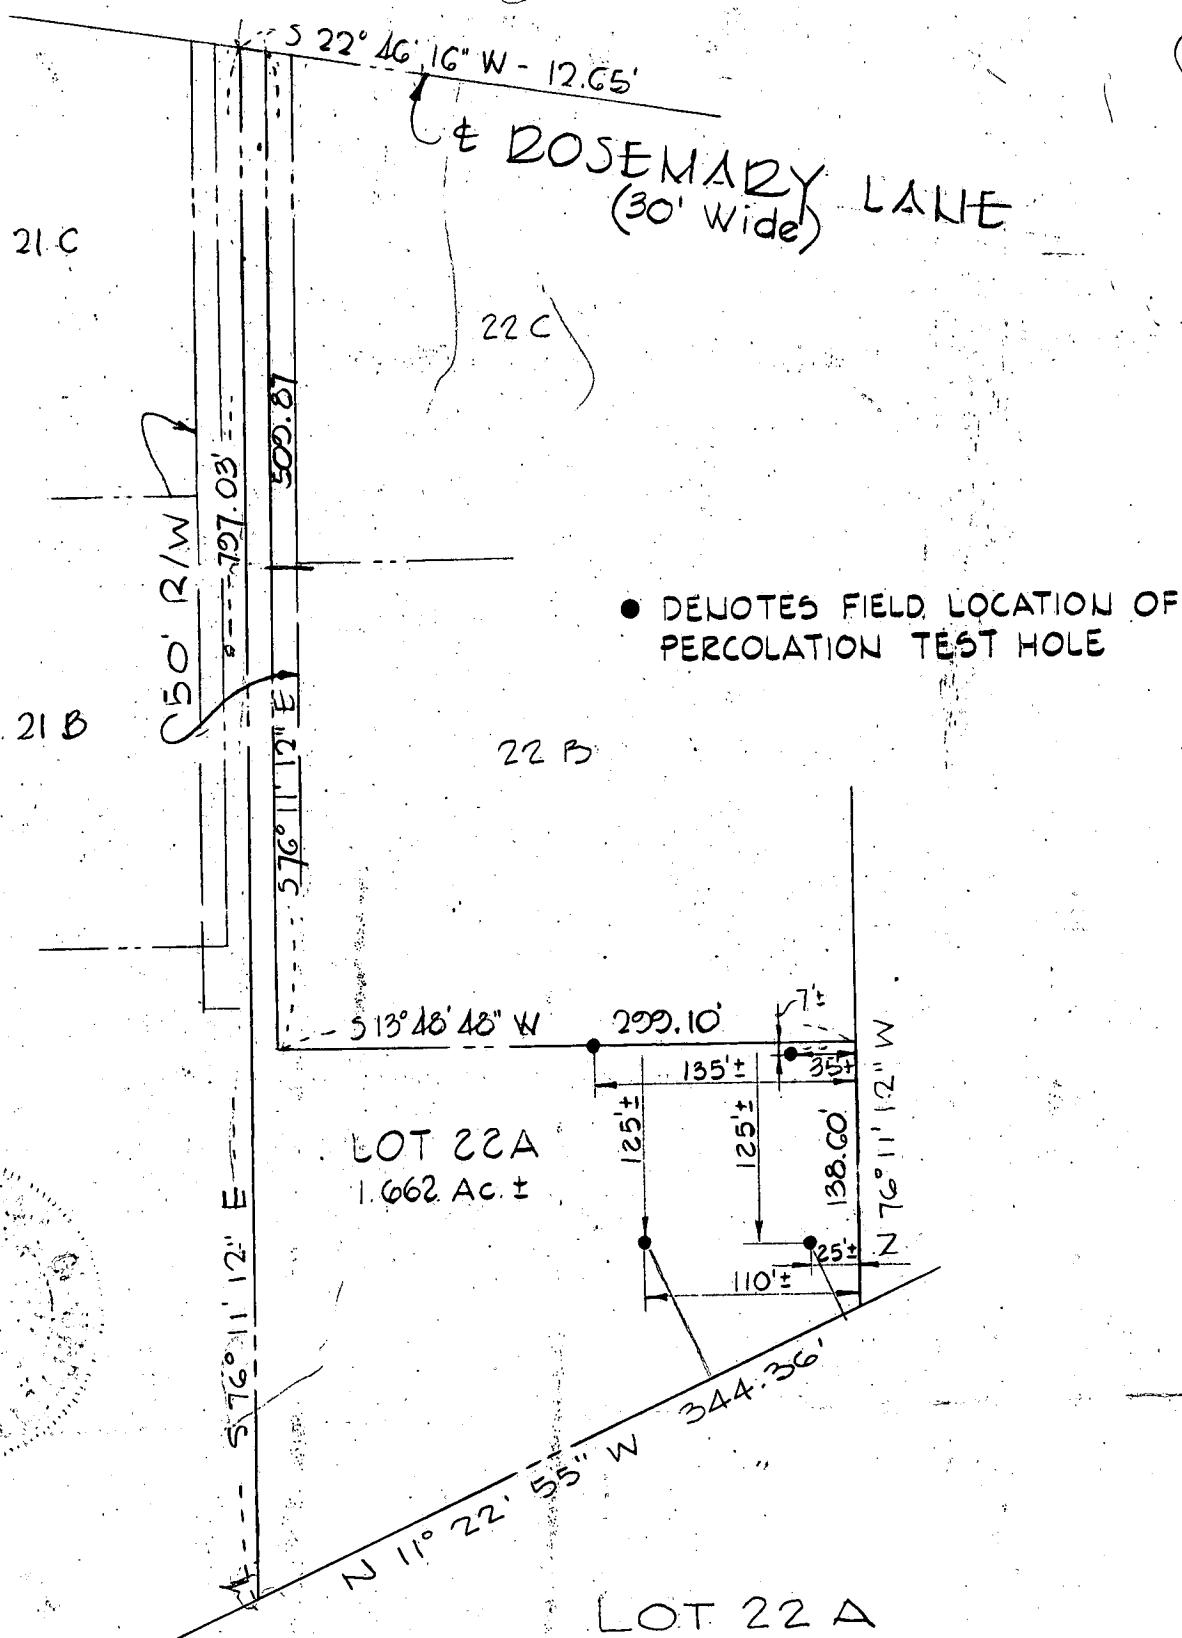 S 22° 46' 16" W - 12.65'
℄ ROSEMARY LANE
(30' Wide)
21 C
22 C
509.87
797.03'
50' R/W
● DENOTES FIELD LOCATION OF
PERCOLATION TEST HOLE
21 B
22 B
S 76° 11' 12" E
7'±
S 13° 48' 48" W 299.10'
135'±
35'±
125'±
125'±
138.60'
N 76° 11' 12" W
LOT 22A
1.662 AC. ±
25'±
110'±
S 76° 11' 12" E
344.36'
N 11° 22' 55" W
LOT 22 A